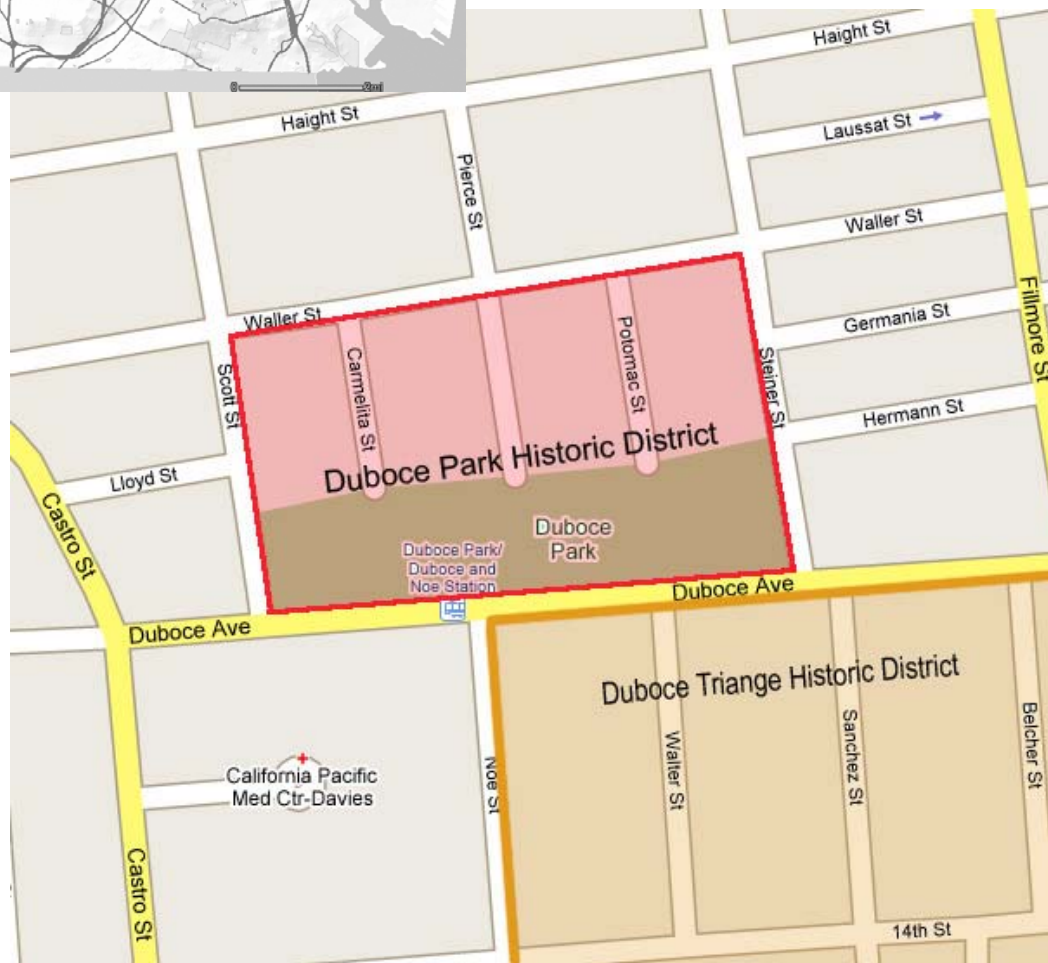 0 2mi
Haight St
Haight St
Laussat St
Pierce St
Waller St
Waller St
Germania St
Fillmore St
Scott St
Carmelita St
Potomac St
Steiner St
Hermann St
Duboce Park Historic District
Lloyd St
Castro St
Duboce
Park
Duboce Park/
Duboce and
Noe Station
Duboce Ave
Duboce Ave
Duboce Triange Historic District
Noe St
Walter St
Sanchez St
Belcher St
California Pacific
Med Ctr-Davies
Castro St
14th St